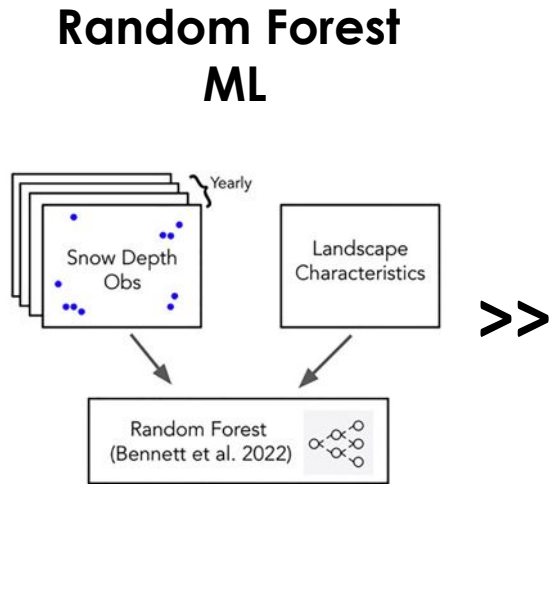 Random Forest
ML
Yearly
Snow Depth
Obs
Landscape
Characteristics
>>
Random Forest
(Bennett et al. 2022)